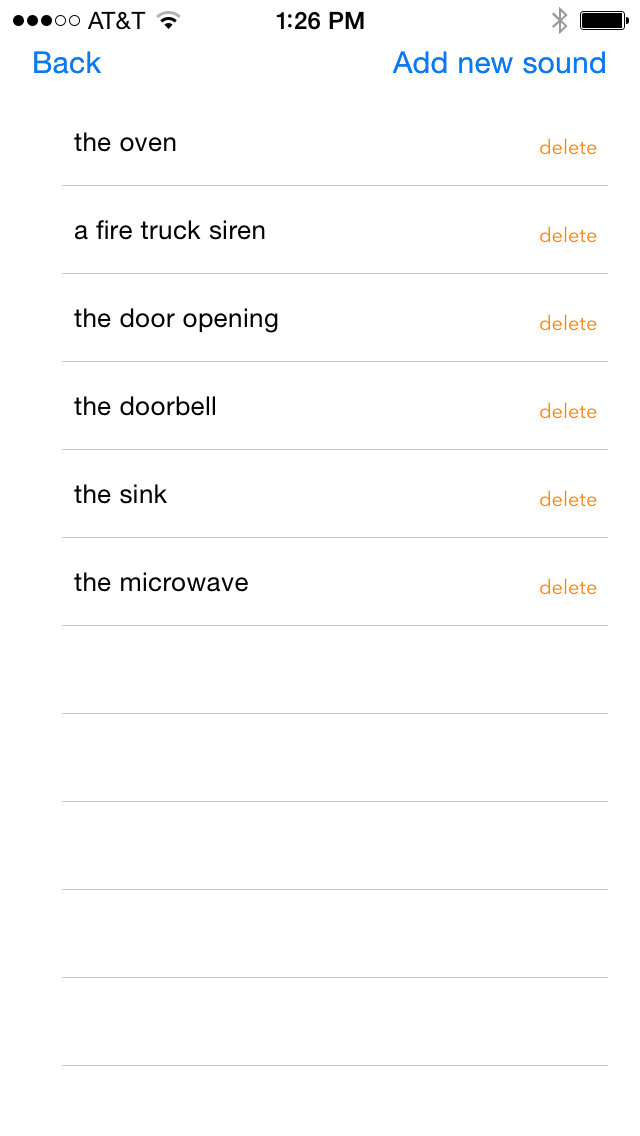 AT&T 1:26 PM
Back Add new sound
the oven delete
a fire truck siren delete
the door opening delete
the doorbell delete
the sink delete
the microwave delete